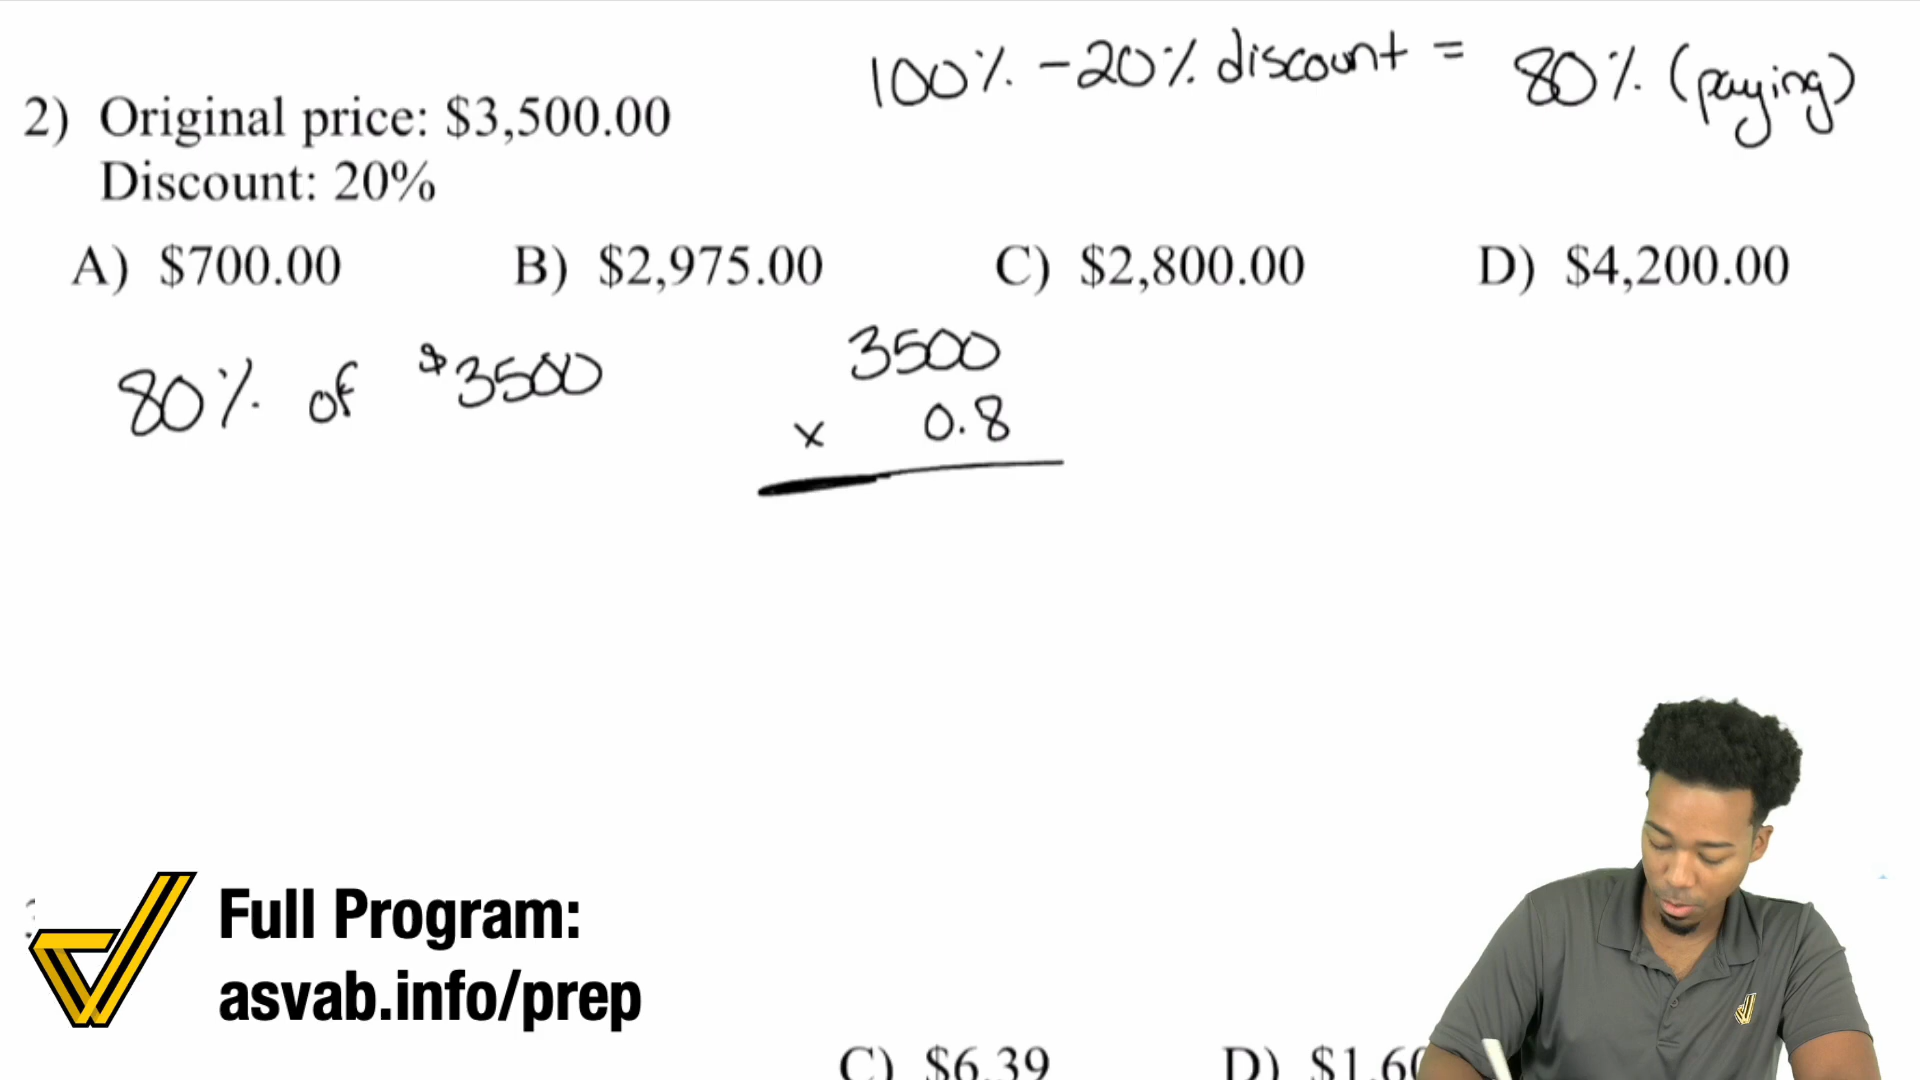 100% - 20% discount = 80% (paying)
2) Original price: $3,500.00
Discount: 20%
A) $700.00 B) $2,975.00 C) $2,800.00 D) $4,200.00
80% of $3500
3500
x 0.8
Full Program:
asvab.info/prep
C) $6.39 D)